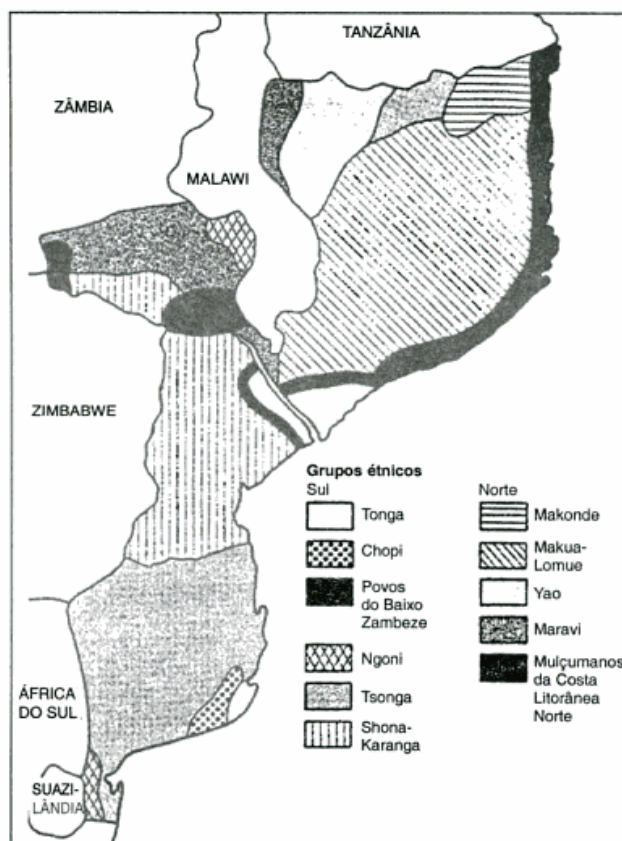 TANZÂNIA
ZÂMBIA
MALAWI
ZIMBABWE
ÁFRICA
DO SUL
SUAZI-
LÂNDIA
Grupos étnicos
Sul
Tonga
Chopi
Povos
do Baixo
Zambeze
Ngoni
Tsonga
Shona-
Karanga
Norte
Makonde
Makua-
Lomue
Yao
Maravi
Mulçumanos
da Costa
Litorânea
Norte